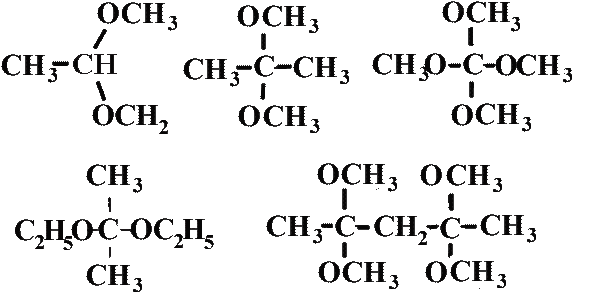 OCH₃ OCH₃ OCH₃
CH₃-CH CH₃-C-CH₃ CH₃O-C-OCH₃
OCH₂ OCH₃ OCH₃
CH₃ OCH₃ OCH₃
C₂H₅O-C-OC₂H₅ CH₃-C-CH₂-C-CH₃
CH₃ OCH₃ OCH₃